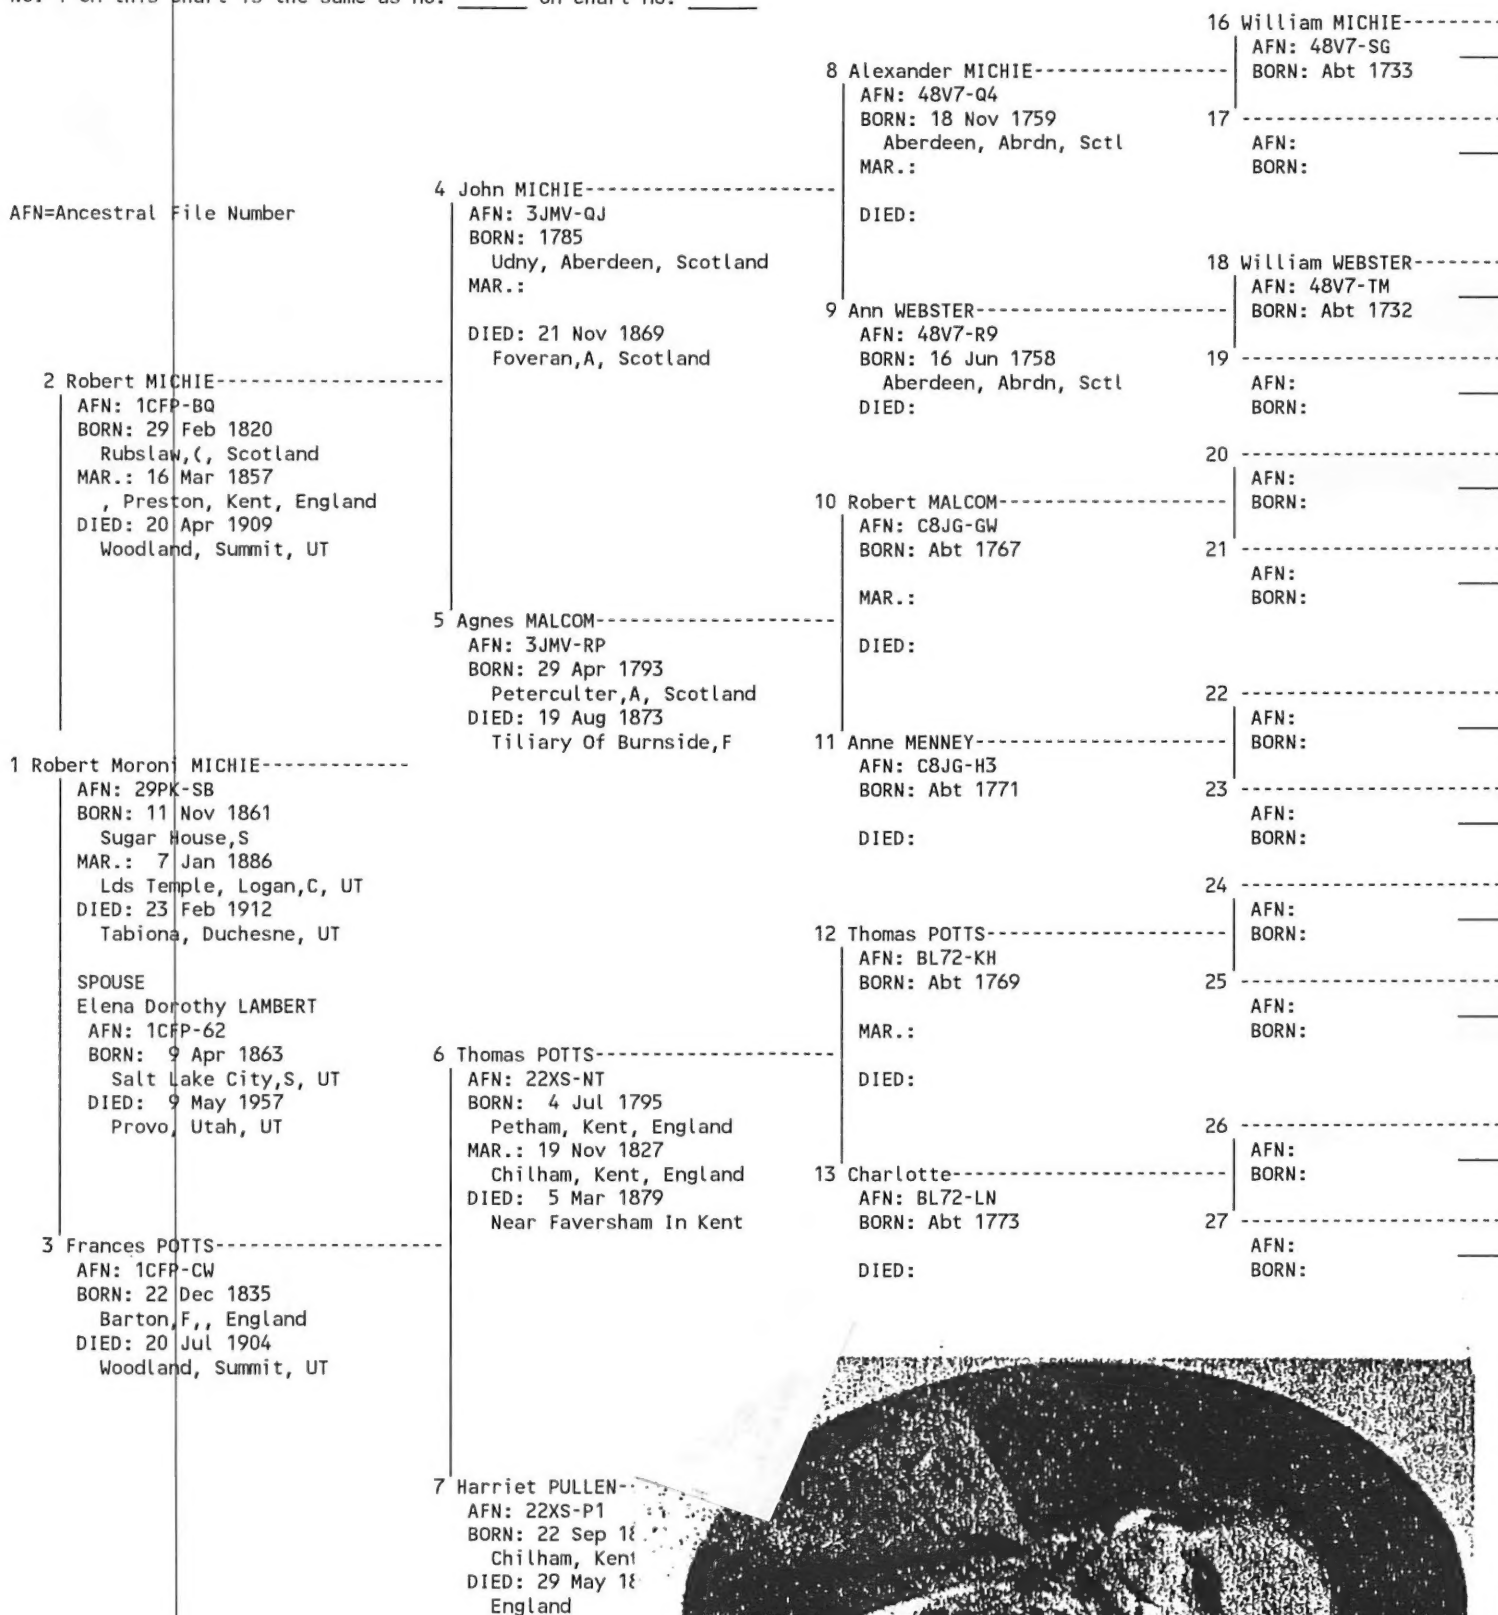 16 William MICHIE
AFN: 48V7-SG
BORN: Abt 1733
8 Alexander MICHIE
AFN: 48V7-Q4
BORN: 18 Nov 1759
Aberdeen, Abrdn, Sctl
MAR.:
DIED:
17
AFN:
BORN:
4 John MICHIE
AFN: 3JMV-QJ
BORN: 1785
Udny, Aberdeen, Scotland
MAR.:
DIED: 21 Nov 1869
Foveran,A, Scotland
AFN=Ancestral File Number
18 William WEBSTER
AFN: 48V7-TM
BORN: Abt 1732
9 Ann WEBSTER
AFN: 48V7-R9
BORN: 16 Jun 1758
Aberdeen, Abrdn, Sctl
DIED:
19
AFN:
BORN:
2 Robert MICHIE
AFN: 1CFP-BQ
BORN: 29 Feb 1820
Rubslaw,(, Scotland
MAR.: 16 Mar 1857
, Preston, Kent, England
DIED: 20 Apr 1909
Woodland, Summit, UT
20
AFN:
BORN:
10 Robert MALCOM
AFN: C8JG-GW
BORN: Abt 1767
MAR.:
DIED:
21
AFN:
BORN:
5 Agnes MALCOM
AFN: 3JMV-RP
BORN: 29 Apr 1793
Peterculter,A, Scotland
DIED: 19 Aug 1873
Tiliary Of Burnside,F
22
AFN:
BORN:
11 Anne MENNEY
AFN: C8JG-H3
BORN: Abt 1771
DIED:
23
AFN:
BORN:
1 Robert Moroni MICHIE
AFN: 29PK-SB
BORN: 11 Nov 1861
Sugar House,S
MAR.: 7 Jan 1886
Lds Temple, Logan,C, UT
DIED: 23 Feb 1912
Tabiona, Duchesne, UT
SPOUSE
Elena Dorothy LAMBERT
AFN: 1CFP-62
BORN: 9 Apr 1863
Salt Lake City,S, UT
DIED: 9 May 1957
Provo, Utah, UT
24
AFN:
BORN:
12 Thomas POTTS
AFN: BL72-KH
BORN: Abt 1769
MAR.:
DIED:
25
AFN:
BORN:
6 Thomas POTTS
AFN: 22XS-NT
BORN: 4 Jul 1795
Petham, Kent, England
MAR.: 19 Nov 1827
Chilham, Kent, England
DIED: 5 Mar 1879
Near Faversham In Kent
26
AFN:
BORN:
13 Charlotte
AFN: BL72-LN
BORN: Abt 1773
DIED:
27
AFN:
BORN:
3 Frances POTTS
AFN: 1CFP-CW
BORN: 22 Dec 1835
Barton,F,, England
DIED: 20 Jul 1904
Woodland, Summit, UT
7 Harriet PULLEN
AFN: 22XS-P1
BORN: 22 Sep
Chilham, Kent
DIED: 29 May
England